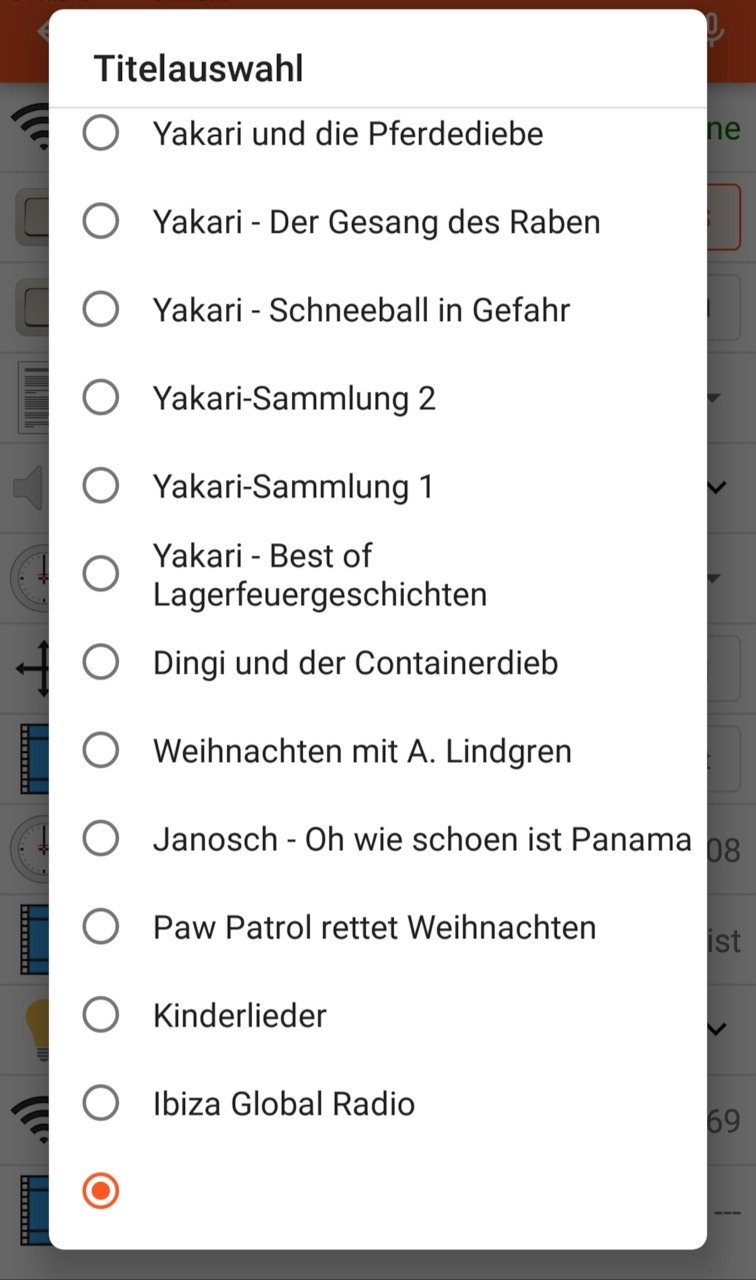 Titelauswahl
Yakari und die Pferdediebe
ne
Yakari - Der Gesang des Raben
Yakari - Schneeball in Gefahr
Yakari-Sammlung 2
Yakari-Sammlung 1
Yakari - Best of
Lagerfeuergeschichten
Dingi und der Containerdieb
Weihnachten mit A. Lindgren
Janosch - Oh wie schoen ist Panama
08
Paw Patrol rettet Weihnachten
ist
Kinderlieder
Ibiza Global Radio
69
---